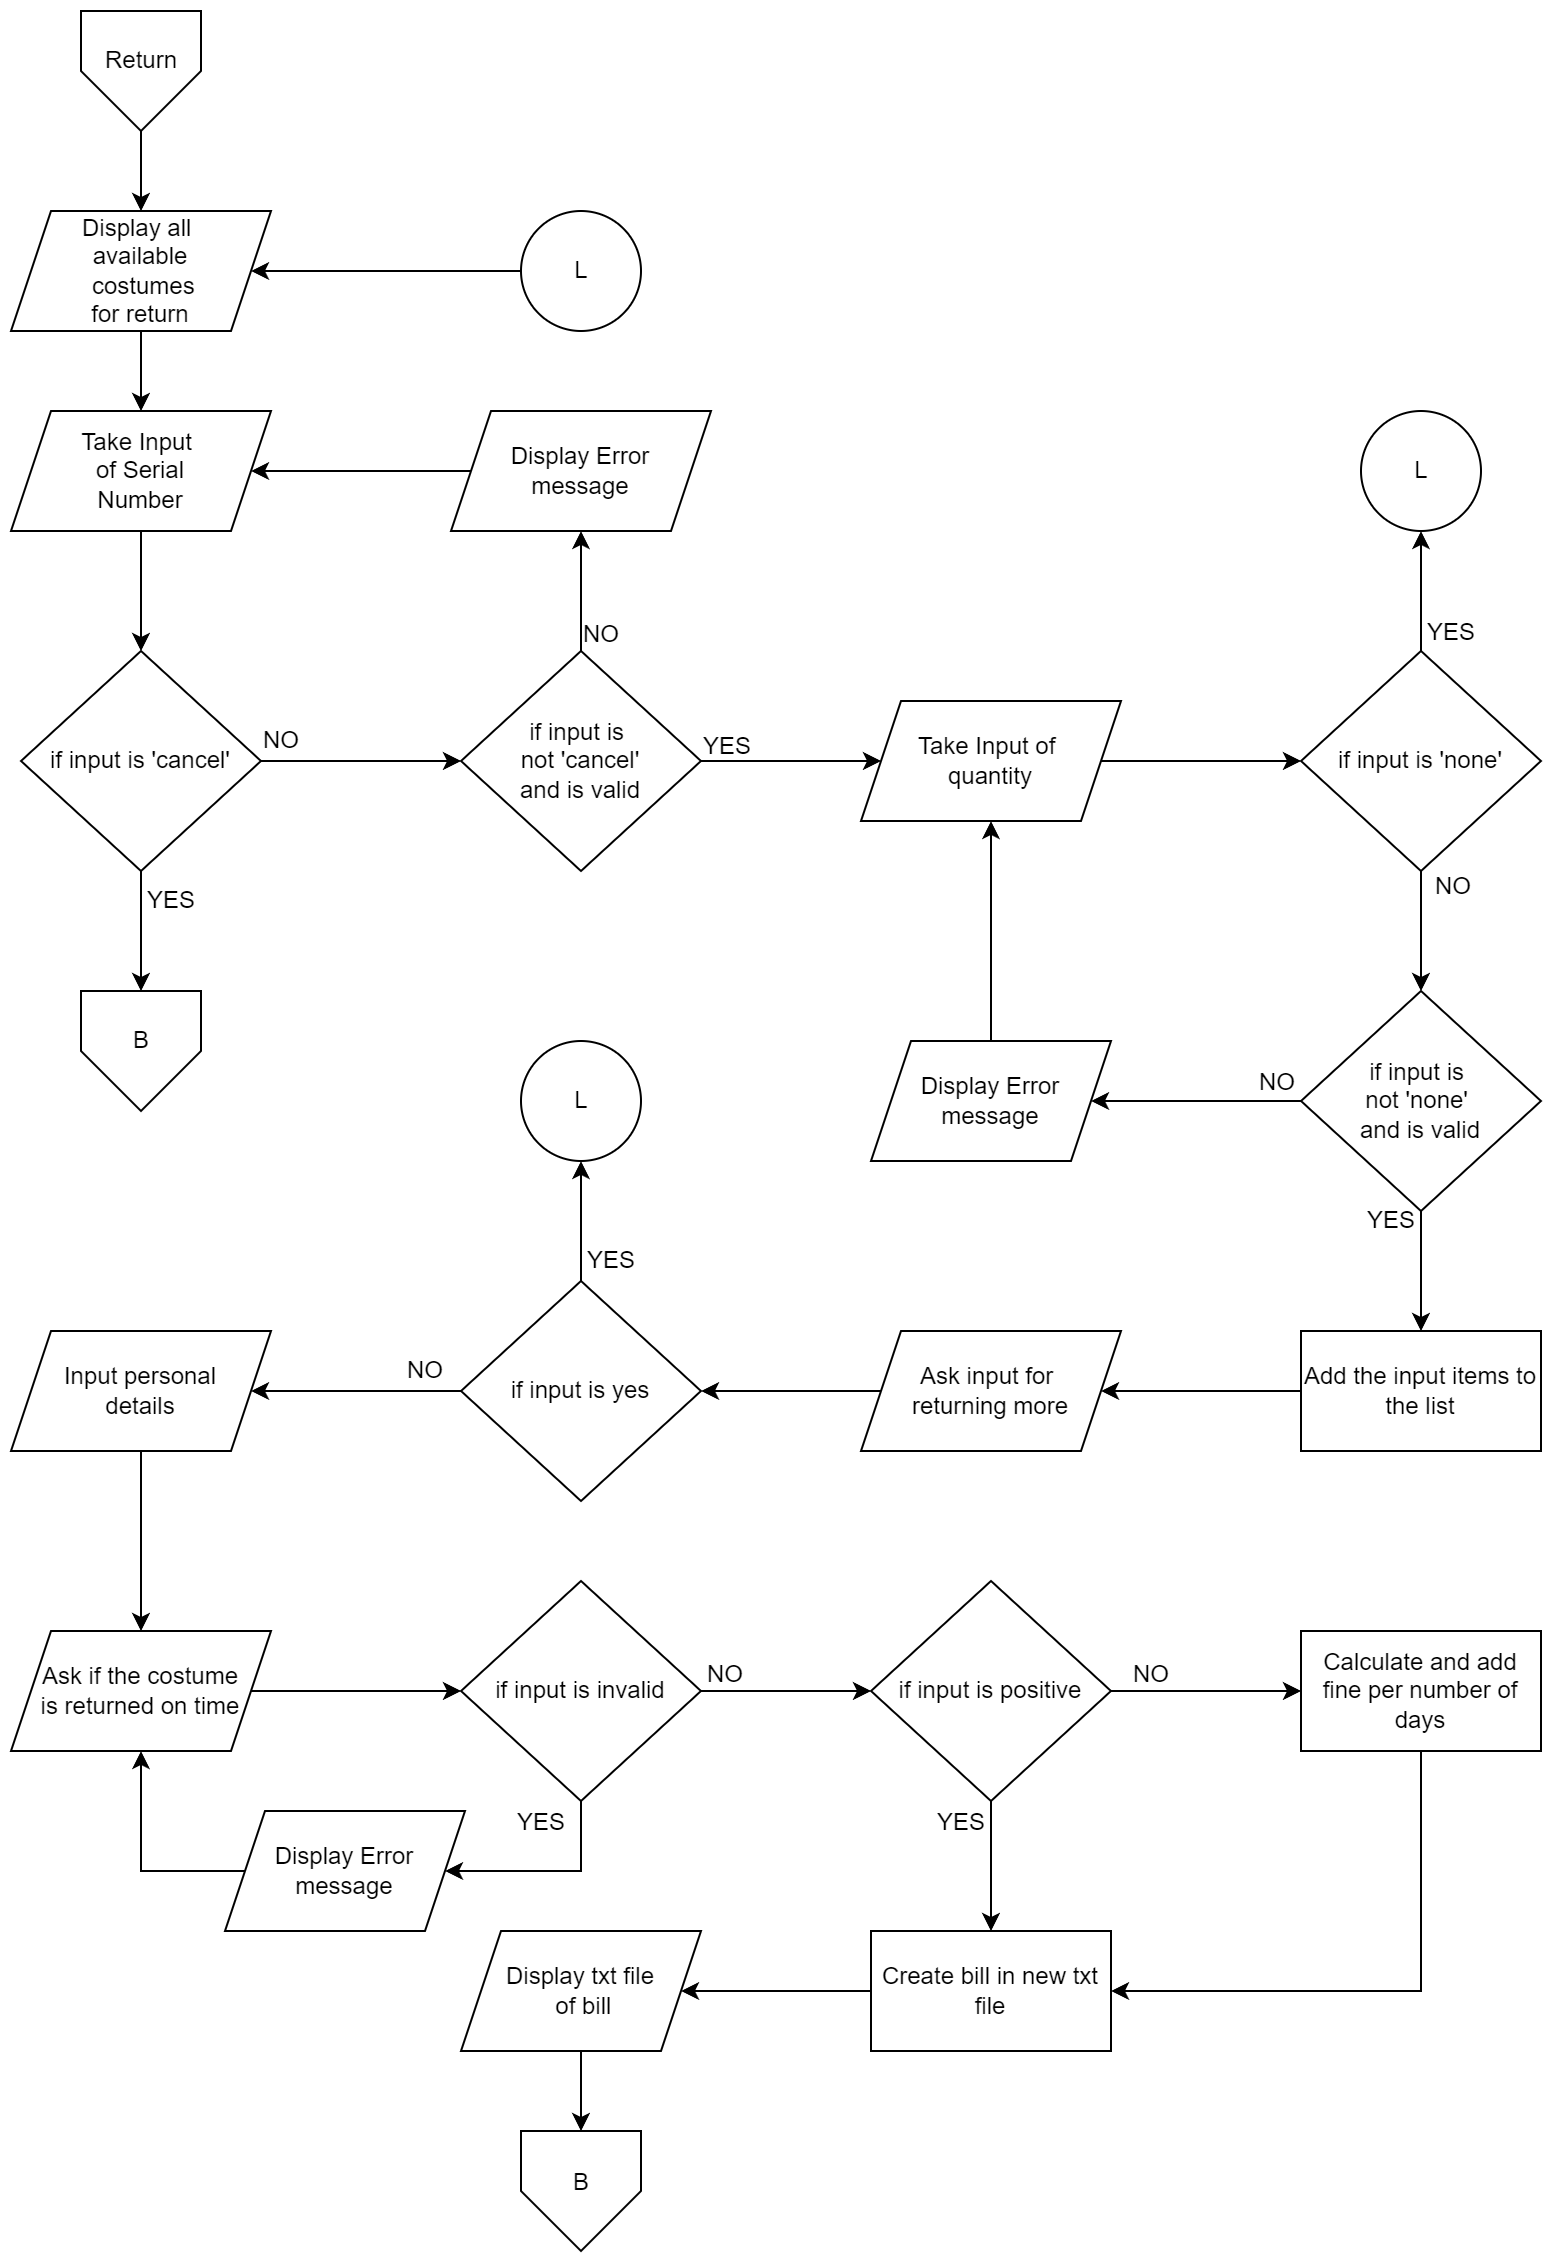 Return
Display all
available
costumes
for return
L
Take Input
of Serial
Number
Display Error
message
L
NO
YES
if input is 'cancel'
NO
if input is
not 'cancel'
and is valid
YES
Take Input of
quantity
if input is 'none'
YES
NO
B
L
Display Error
message
NO
if input is
not 'none'
and is valid
YES
YES
Input personal
details
NO
if input is yes
Ask input for
returning more
Add the input items to
the list
Ask if the costume
is returned on time
if input is invalid
NO
if input is positive
NO
Calculate and add
fine per number of
days
YES
YES
Display Error
message
Display txt file
of bill
Create bill in new txt
file
B